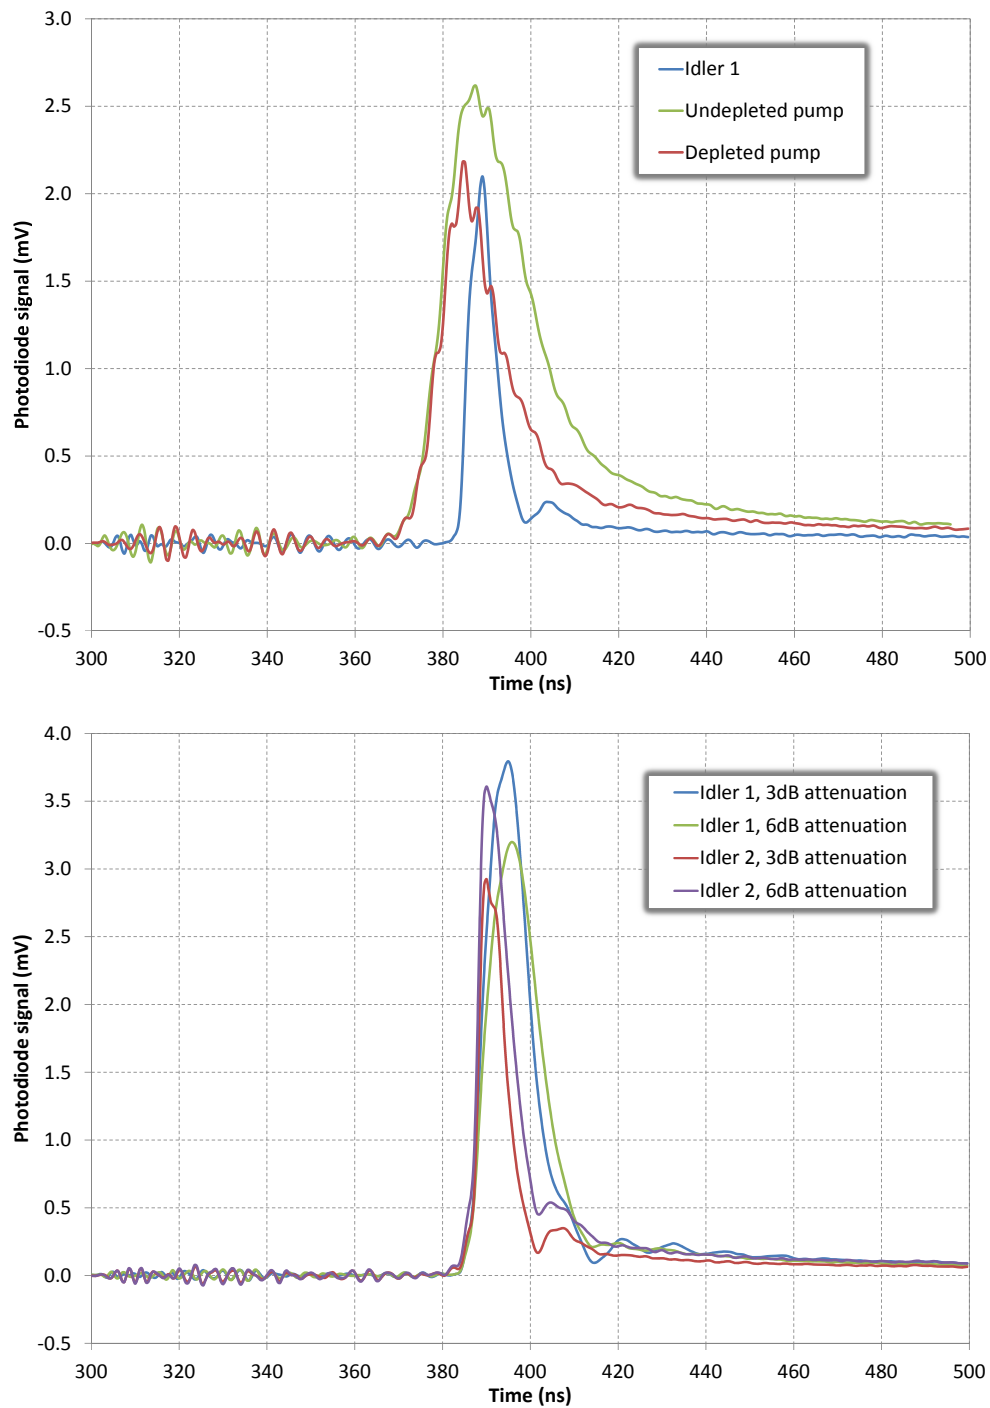 3.0
2.5
2.0
1.5
1.0
0.5
0.0
-0.5
Photodiode signal (mV)
Idler 1
Undepleted pump
Depleted pump
300 320 340 360 380 400 420 440 460 480 500
Time (ns)
4.0
3.5
3.0
2.5
2.0
1.5
1.0
0.5
0.0
-0.5
Photodiode signal (mV)
Idler 1, 3dB attenuation
Idler 1, 6dB attenuation
Idler 2, 3dB attenuation
Idler 2, 6dB attenuation
300 320 340 360 380 400 420 440 460 480 500
Time (ns)